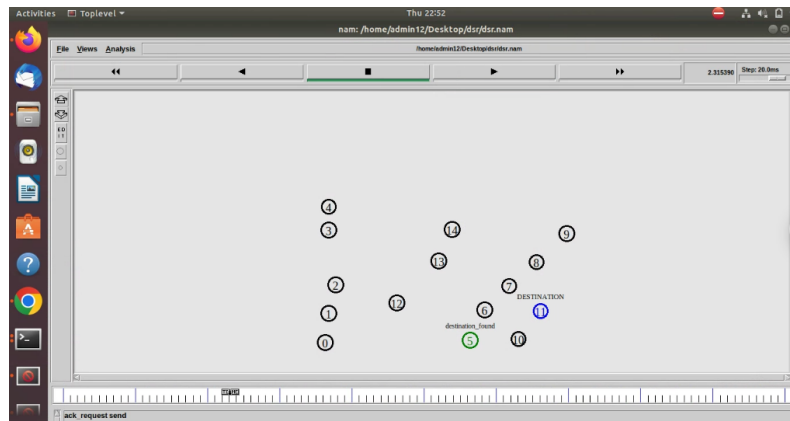 Activities Toplevel Thu 22:52
nam: /home/admin12/Desktop/dsr/dsr.nam
File Views Analysis /home/admin12/Desktop/dsr/dsr.nam
2.315390 Step: 20.0ms
E D
I T
4
3 14 9
13 8
2 7
DESTINATION
12 6 11
1
destination_found
0 5 10
ack_request send